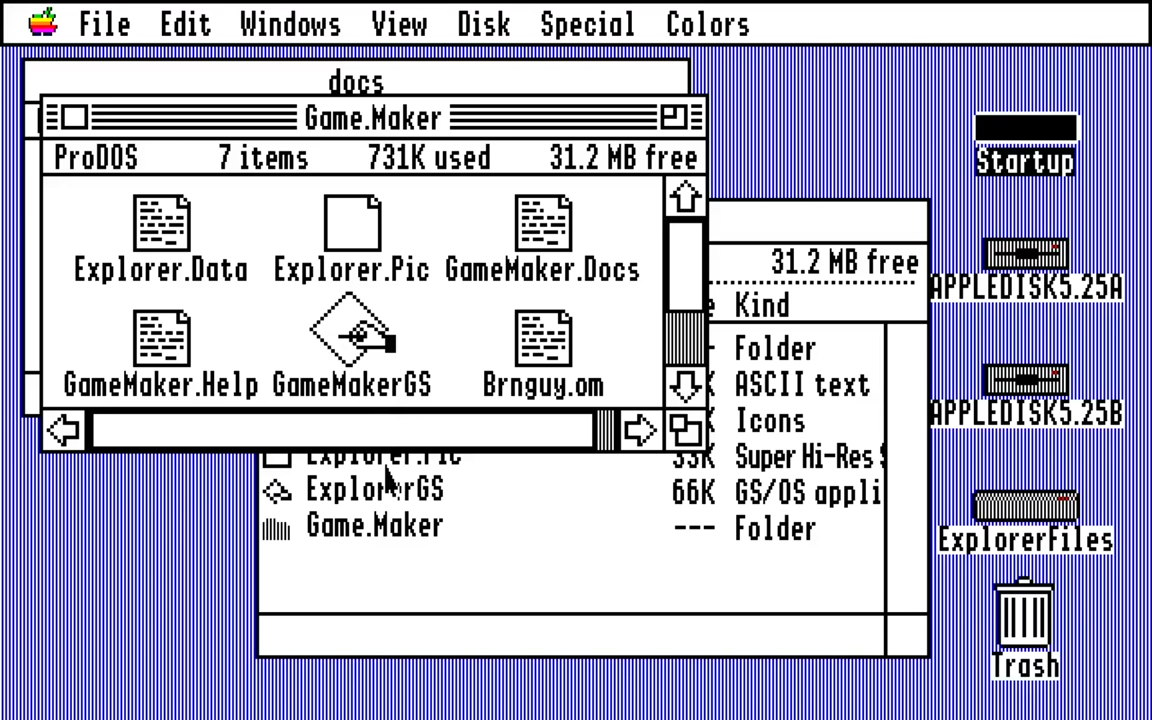 File Edit Windows View Disk Special Colors
docs
Game.Maker
ProDOS 7 items 731K used 31.2 MB free
Explorer.Data Explorer.Pic GameMaker.Docs
GameMaker.Help GameMakerGS Brnguy.om
31.2 MB free
Kind
Folder
ASCII text
Icons
Explorer.Pic 33K Super Hi-Res
ExplorerGS 66K GS/OS appli
Game.Maker --- Folder
Startup
APPLEDISK5.25A
APPLEDISK5.25B
ExplorerFiles
Trash